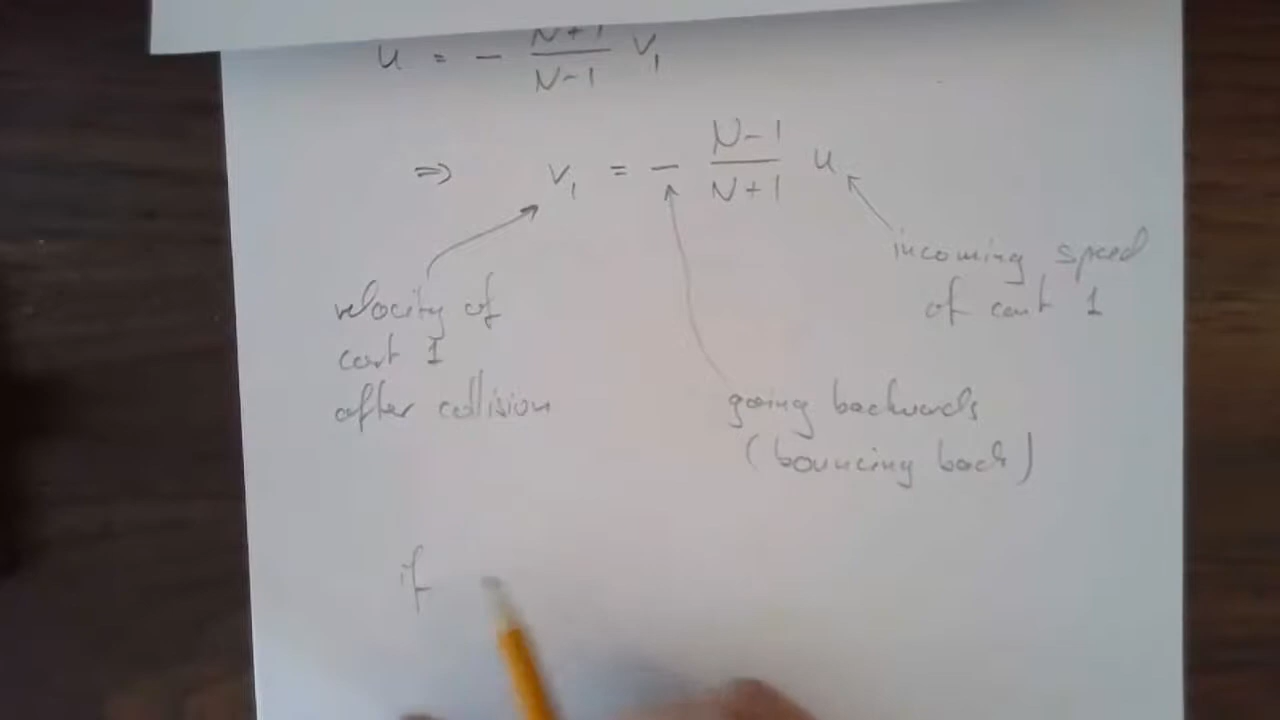 u = - N+1/N-1 v₁
⇒ v₁ = - N-1/N+1 u
incoming speed
of cart 1
velocity of
cart 1
after collision
going backwards
(bouncing back)
if